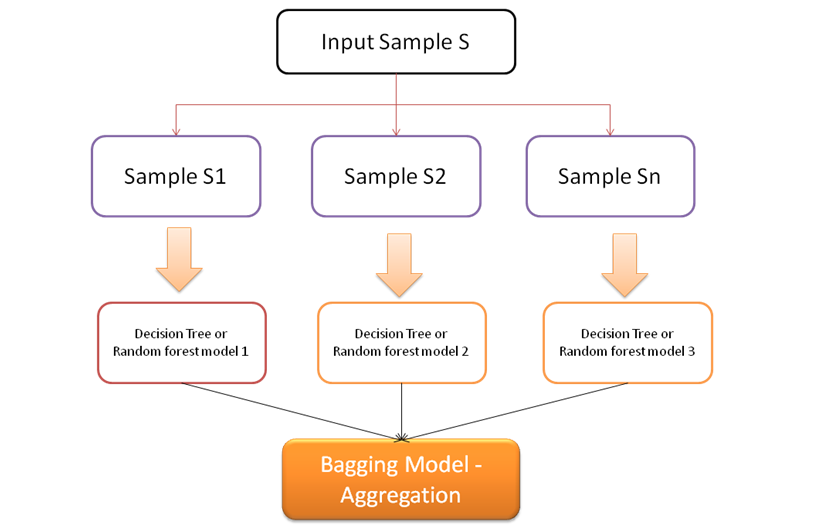 Input Sample S
Sample S1
Sample S2
Sample Sn
Decision Tree or
Random forest model 1
Decision Tree or
Random forest model 2
Decision Tree or
Random forest model 3
Bagging Model -
Aggregation